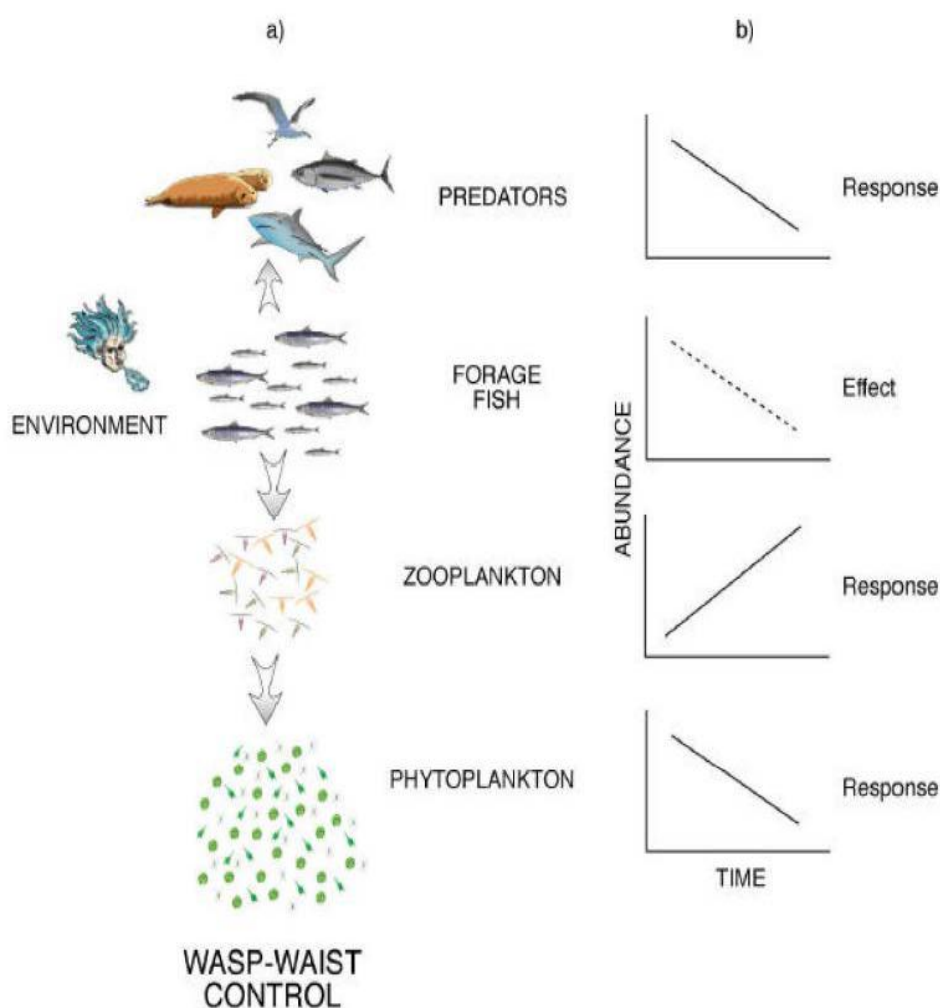 a)
b)
PREDATORS
Response
ENVIRONMENT
FORAGE
FISH
Effect
ABUNDANCE
ZOOPLANKTON
Response
PHYTOPLANKTON
Response
TIME
WASP-WAIST
CONTROL